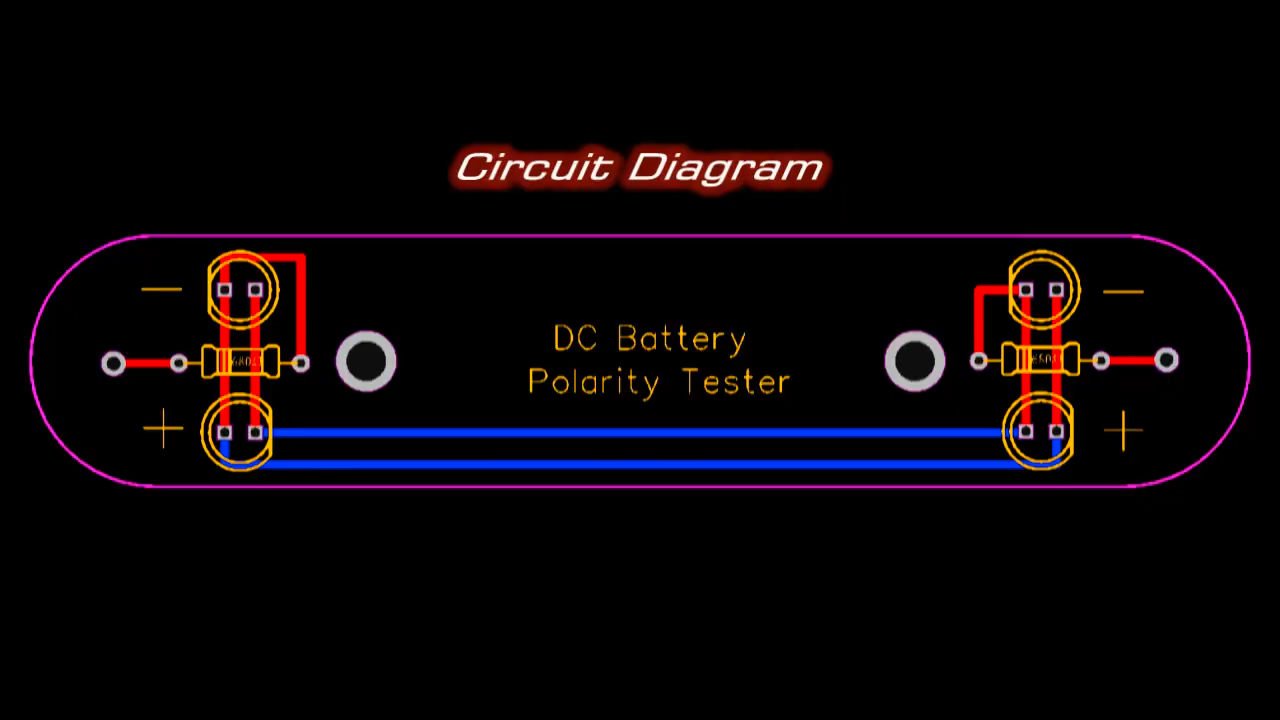 Circuit Diagram
DC Battery
Polarity Tester
− −
+ +